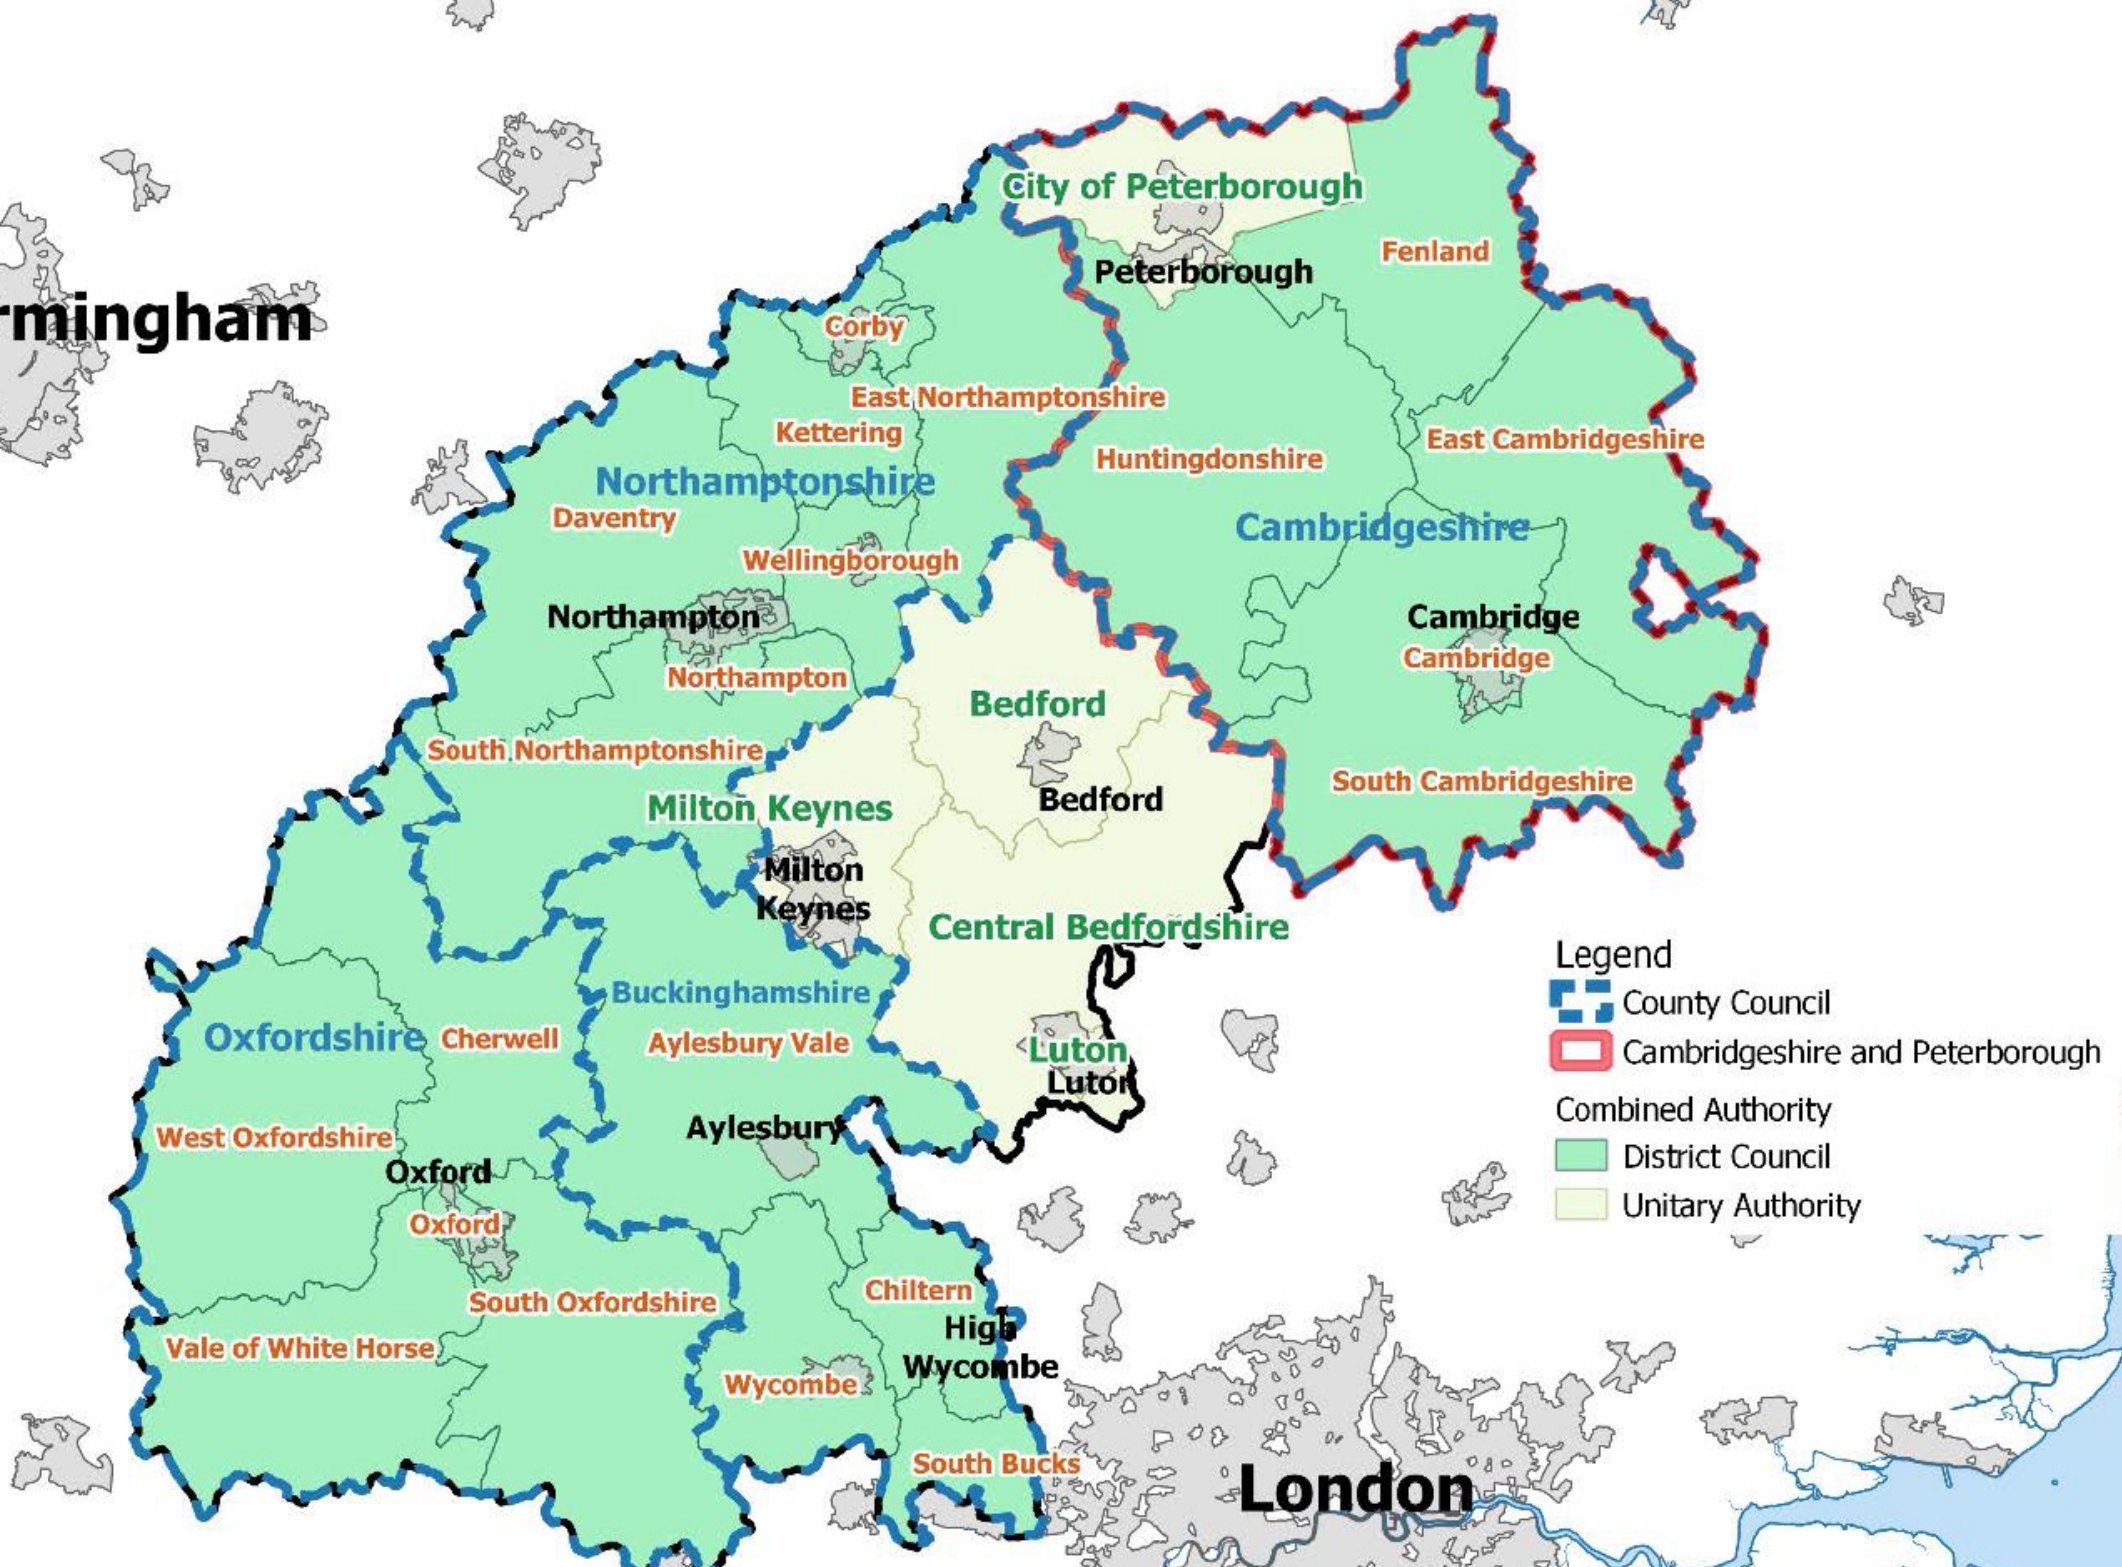 City of Peterborough
Peterborough
Fenland
rmingham
Corby
East Northamptonshire
Kettering
Huntingdonshire
East Cambridgeshire
Northamptonshire
Daventry
Cambridgeshire
Wellingborough
Northampton
Cambridge
Cambridge
Northampton
Bedford
South Northamptonshire
South Cambridgeshire
Milton Keynes
Bedford
Milton
Keynes
Central Bedfordshire
Legend
County Council
Cambridgeshire and Peterborough
Combined Authority
District Council
Unitary Authority
Buckinghamshire
Oxfordshire
Cherwell
Aylesbury Vale
Luton
Luton
West Oxfordshire
Aylesbury
Oxford
Oxford
South Oxfordshire
Chiltern
High
Wycombe
Vale of White Horse
Wycombe
South Bucks
London